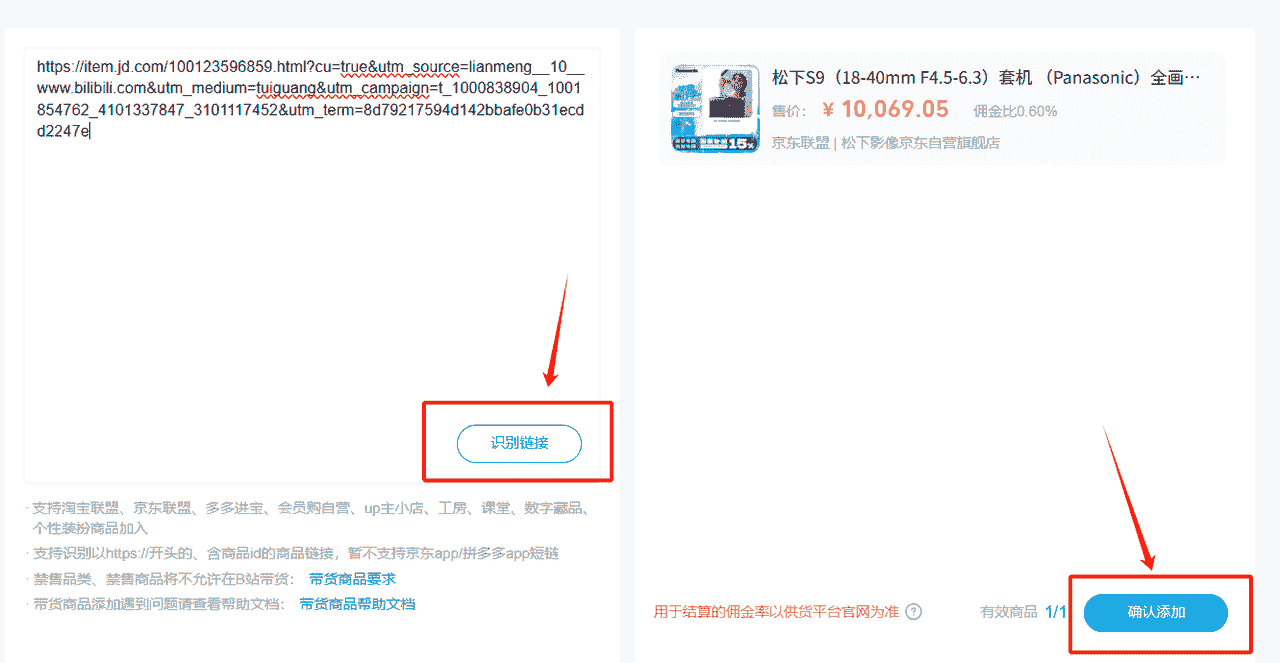 https://item.jd.com/100123596859.html?cu=true&utm_source=lianmeng__10__
www.bilibili.com&utm_medium=tuiguang&utm_campaign=t_1000838904_1001
854762_4101337847_3101117452&utm_term=8d79217594d142bbafe0b31ecd
d2247e
识别链接
· 支持淘宝联盟、京东联盟、多多进宝、会员购自营、up主小店、工房、课堂、数字藏品、
个性装扮商品加入
· 支持识别以https://开头的、含商品id的商品链接，暂不支持京东app/拼多多app短链
· 禁售品类、禁售商品将不允许在B站带货： 带货商品要求
· 带货商品添加遇到问题请查看帮助文档： 带货商品帮助文档
松下S9（18-40mm F4.5-6.3）套机 （Panasonic）全画…
售价： ¥ 10,069.05 佣金比0.60%
京东联盟 | 松下影像京东自营旗舰店
15%
用于结算的佣金率以供货平台官网为准 ? 有效商品 1/1 确认添加